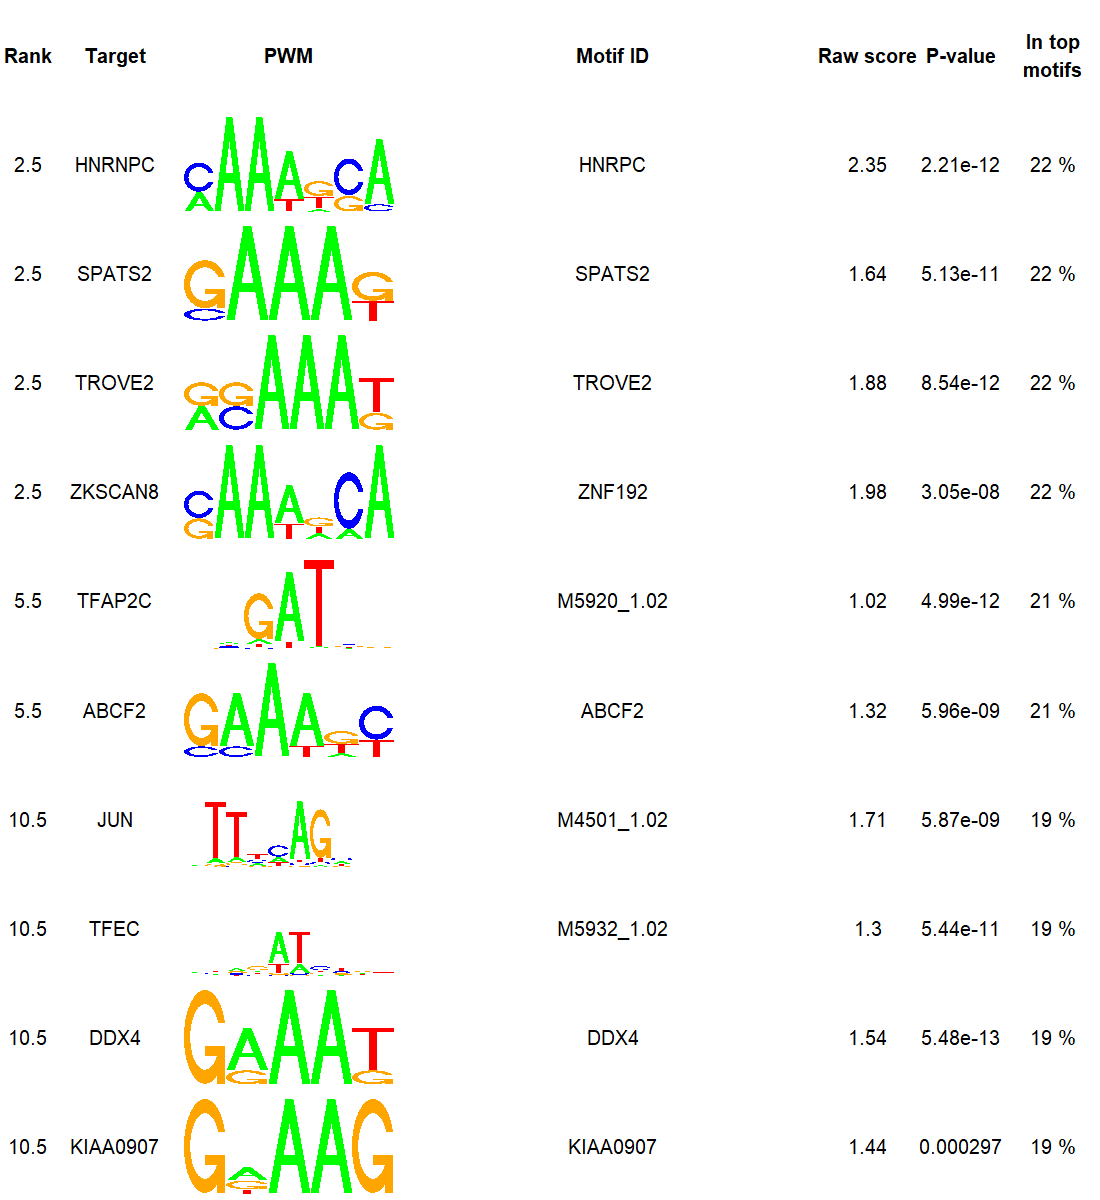 Rank Target PWM Motif ID Raw score P-value In top motifs
2.5 HNRNPC HNRPC 2.35 2.21e-12 22 %
2.5 SPATS2 SPATS2 1.64 5.13e-11 22 %
2.5 TROVE2 TROVE2 1.88 8.54e-12 22 %
2.5 ZKSCAN8 ZNF192 1.98 3.05e-08 22 %
5.5 TFAP2C M5920_1.02 1.02 4.99e-12 21 %
5.5 ABCF2 ABCF2 1.32 5.96e-09 21 %
10.5 JUN M4501_1.02 1.71 5.87e-09 19 %
10.5 TFEC M5932_1.02 1.3 5.44e-11 19 %
10.5 DDX4 DDX4 1.54 5.48e-13 19 %
10.5 KIAA0907 KIAA0907 1.44 0.000297 19 %